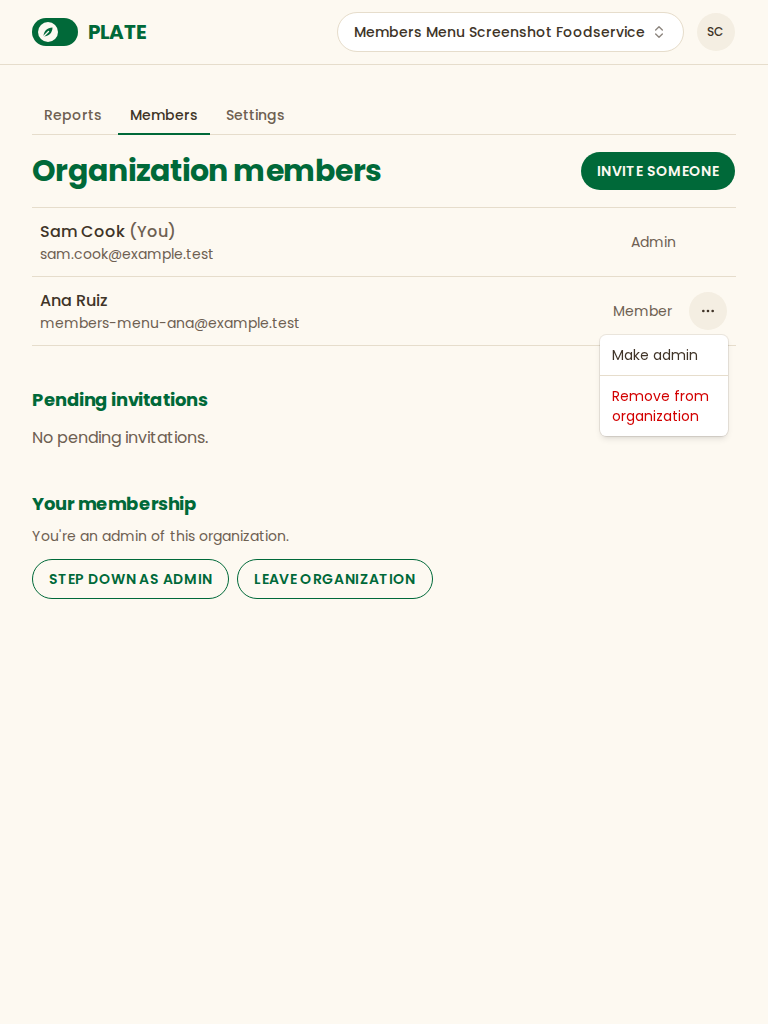 PLATE
Members Menu Screenshot Foodservice
SC
Reports
Members
Settings
Organization members
INVITE SOMEONE
Sam Cook (You)
sam.cook@example.test
Admin
Ana Ruiz
members-menu-ana@example.test
Member
Make admin
Remove from
organization
Pending invitations
No pending invitations.
Your membership
You're an admin of this organization.
STEP DOWN AS ADMIN
LEAVE ORGANIZATION